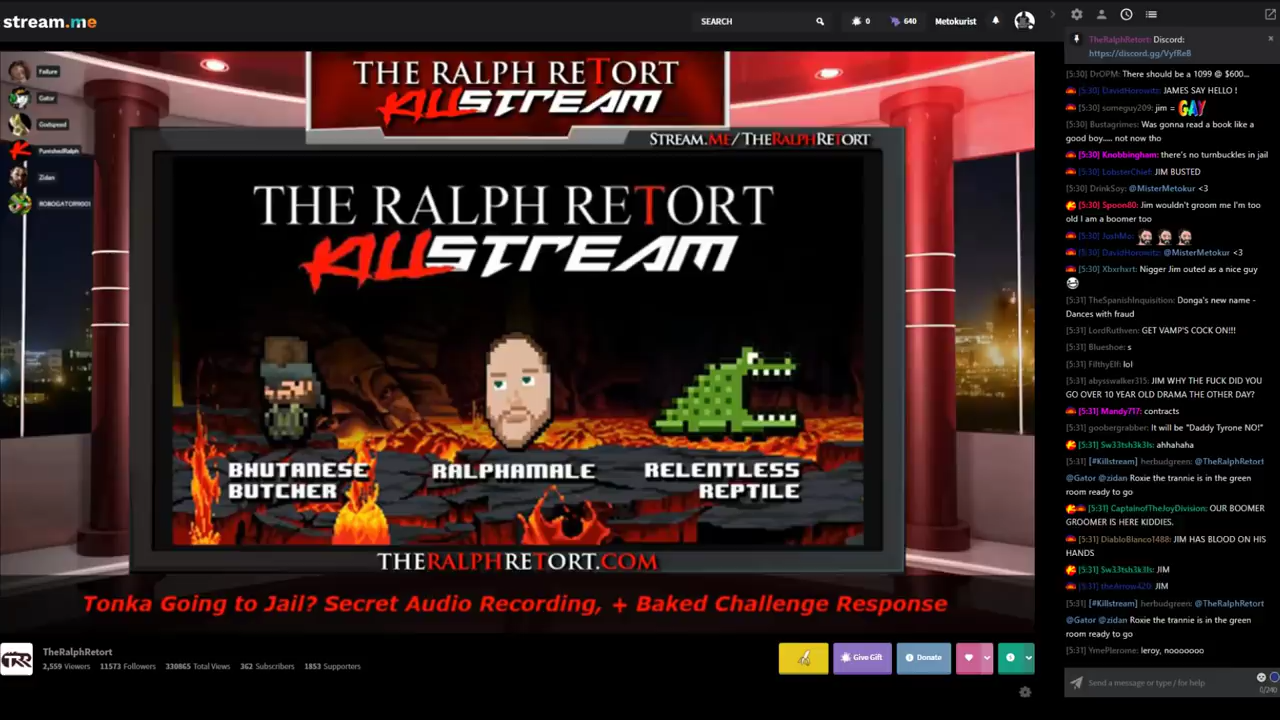 stream.me
SEARCH
0
640
Metokurist
Failure
Gator
Godspeed
PunishedRalph
Zidan
ROBOGATOR9001
THE RALPH RETORT
KILLSTREAM
STREAM.ME/THERALPHRETORT
THE RALPH RETORT
KILLSTREAM
BHUTANESE
BUTCHER
RALPHAMALE
RELENTLESS
REPTILE
THERALPHRETORT.COM
Tonka Going to Jail? Secret Audio Recording, + Baked Challenge Response
TRR
TheRalphRetort
2,559 Viewers 11573 Followers 330865 Total Views 362 Subscribers 1853 Supporters
Give Gift
Donate
TheRalphRetort: Discord:
https://discord.gg/VyfReB
[5:30] DrOPM: There should be a 1099 @ $600...
[5:30] DavidHorowitz: JAMES SAY HELLO !
[5:30] someguy209: jim = GAY
[5:30] Bustagrimes: Was gonna read a book like a
good boy..... not now tho
[5:30] Knobbingham: there's no turnbuckles in jail
[5:30] LobsterChief: JIM BUSTED
[5:30] DrinkSoy: @MisterMetokur <3
[5:30] Spoon80: Jim wouldn't groom me I'm too
old I am a boomer too
[5:30] JoshMo:
[5:30] DavidHorowitz: @MisterMetokur <3
[5:30] Xbxrhxrt: Nigger Jim outed as a nice guy
[5:31] TheSpanishInquisition: Donga's new name -
Dances with fraud
[5:31] LordRuthven: GET VAMP'S COCK ON!!!
[5:31] Blueshoe: s
[5:31] FilthyElf: lol
[5:31] abysswalker315: JIM WHY THE FUCK DID YOU
GO OVER 10 YEAR OLD DRAMA THE OTHER DAY?
[5:31] Mandy717: contracts
[5:31] goobergrabber: It will be "Daddy Tyrone NO!"
[5:31] Sw33tsh3k3ls: ahhahaha
[5:31] [#Killstream] herbudgreen: @TheRalphRetort
@Gator @zidan Roxie the trannie is in the green
room ready to go
[5:31] CaptainofTheJoyDivision: OUR BOOMER
GROOMER IS HERE KIDDIES.
[5:31] DiabloBlanco1488: JIM HAS BLOOD ON HIS
HANDS
[5:31] Sw33tsh3k3lls: JIM
[5:31] theArrow420: JIM
[5:31] [#Killstream] herbudgreen: @TheRalphRetort
@Gator @zidan Roxie the trannie is in the green
room ready to go
[5:31] YmePlerome: leroy, nooooooo
Send a message or type / for help
0/240